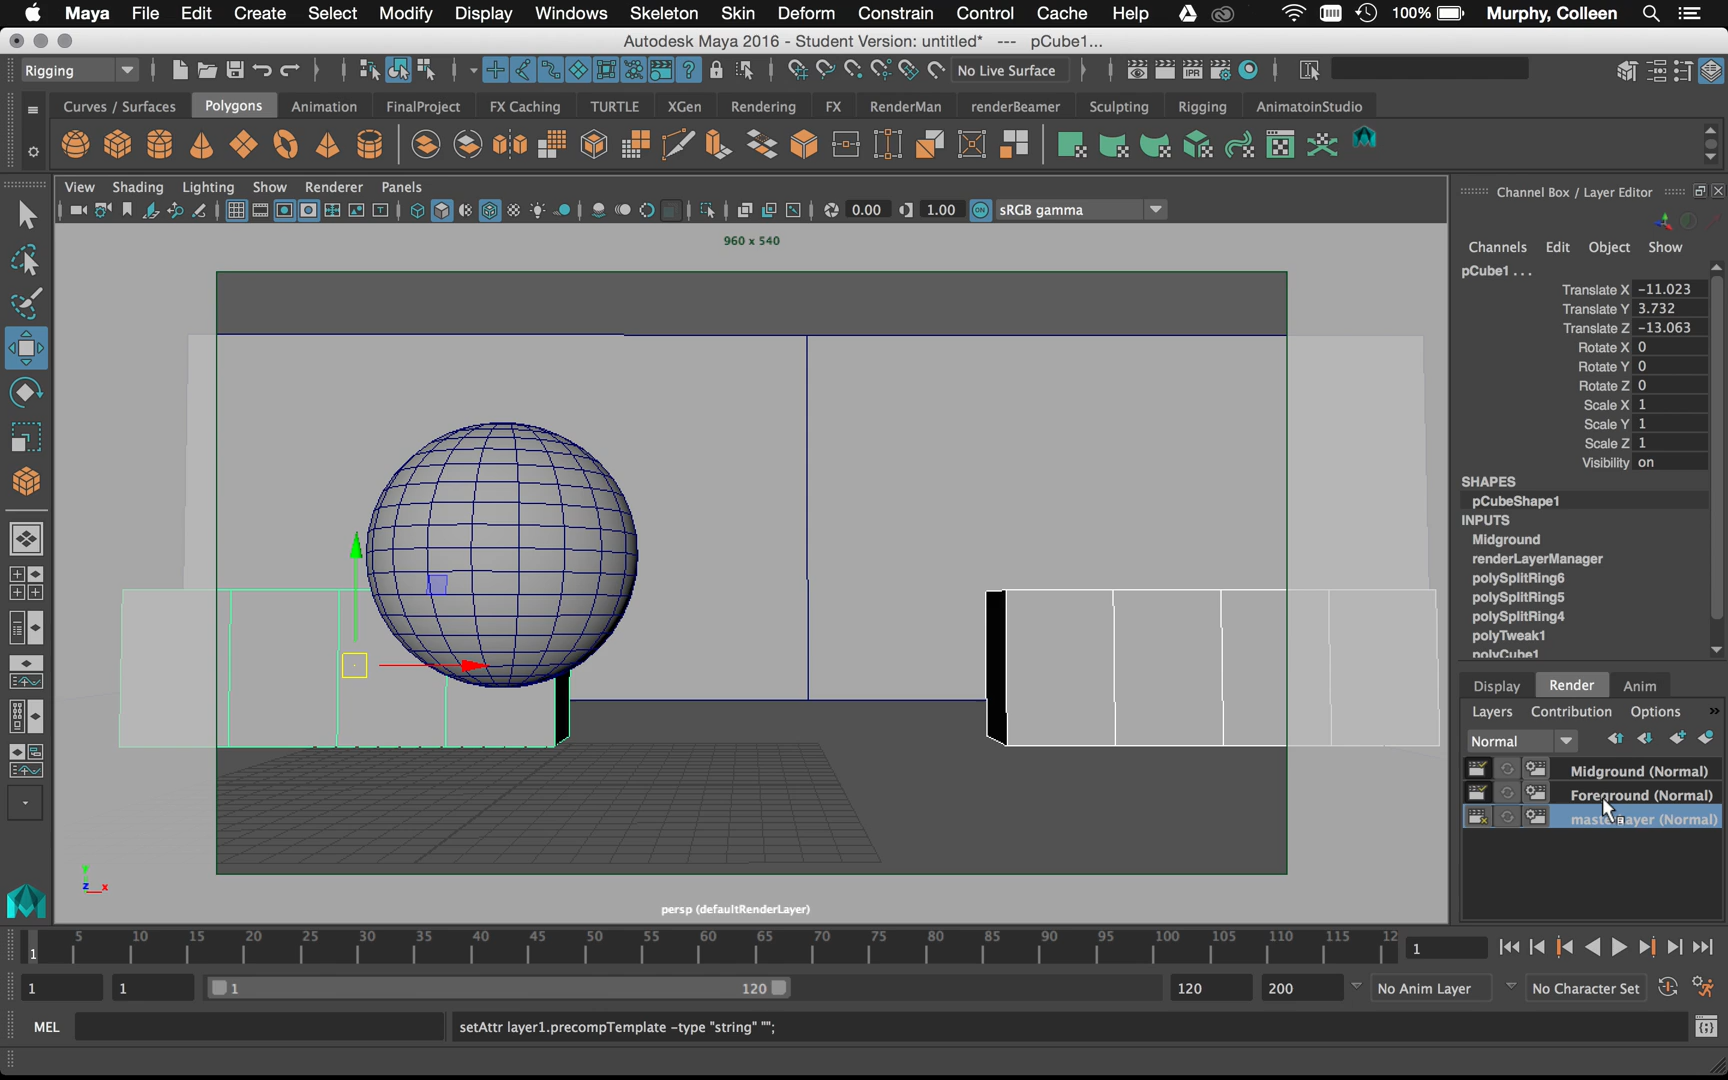 Maya File Edit Create Select Modify Display Windows Skeleton Skin Deform Constrain Control Cache Help 100% Murphy, Colleen
Autodesk Maya 2016 - Student Version: untitled* --- pCube1...
Rigging No Live Surface IPR
Curves / Surfaces Polygons Animation FinalProject FX Caching TURTLE XGen Rendering FX RenderMan renderBeamer Sculpting Rigging AnimatoinStudio
View Shading Lighting Show Renderer Panels
0.00 1.00 ON sRGB gamma
960 x 540
Channel Box / Layer Editor
Channels Edit Object Show
pCube1 . . .
Translate X -11.023
Translate Y 3.732
Translate Z -13.063
Rotate X 0
Rotate Y 0
Rotate Z 0
Scale X 1
Scale Y 1
Scale Z 1
Visibility on
SHAPES
pCubeShape1
INPUTS
Midground
renderLayerManager
polySplitRing6
polySplitRing5
polySplitRing4
polyTweak1
polyCube1
Display Render Anim
Layers Contribution Options »
Normal
Midground (Normal)
Foreground (Normal)
masterLayer (Normal)
y
z x
persp (defaultRenderLayer)
5 10 15 20 25 30 35 40 45 50 55 60 65 70 75 80 85 90 95 100 105 110 115 12
1 1
1 1 1 120 120 200 No Anim Layer No Character Set
MEL setAttr layer1.precompTemplate -type "string" "";